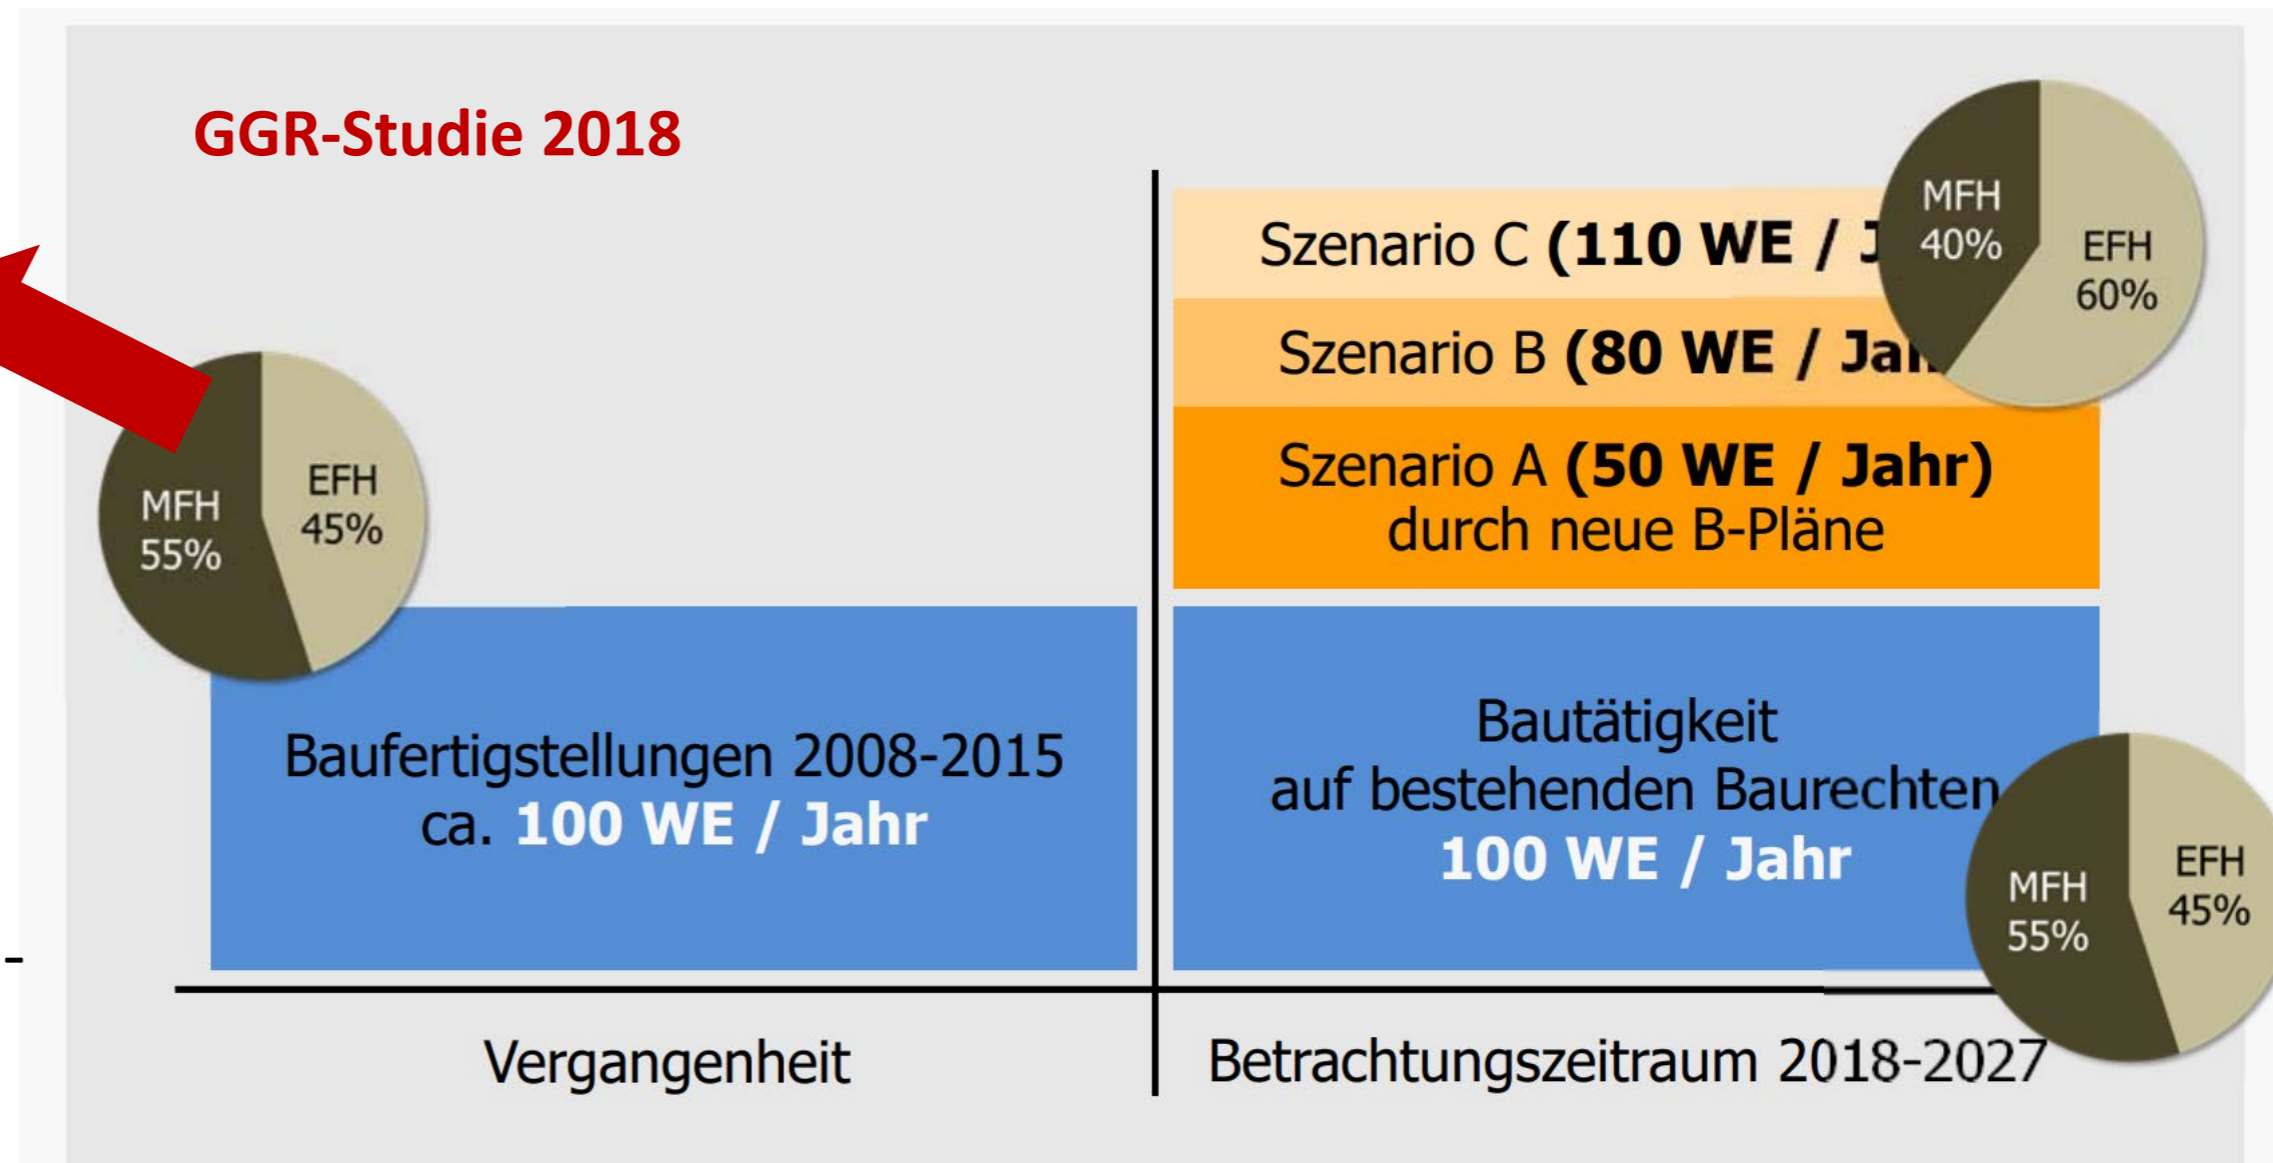 GGR-Studie 2018
MFH
55%
EFH
45%
Baufertigstellungen 2008-2015
ca. 100 WE / Jahr
Vergangenheit
Szenario C (110 WE /
MFH
40%
EFH
60%
Szenario B (80 WE /
Szenario A (50 WE / Jahr)
durch neue B-Pläne
Bautätigkeit
auf bestehenden Baurechten
100 WE / Jahr
MFH
55%
EFH
45%
Betrachtungszeitraum 2018-2027
-